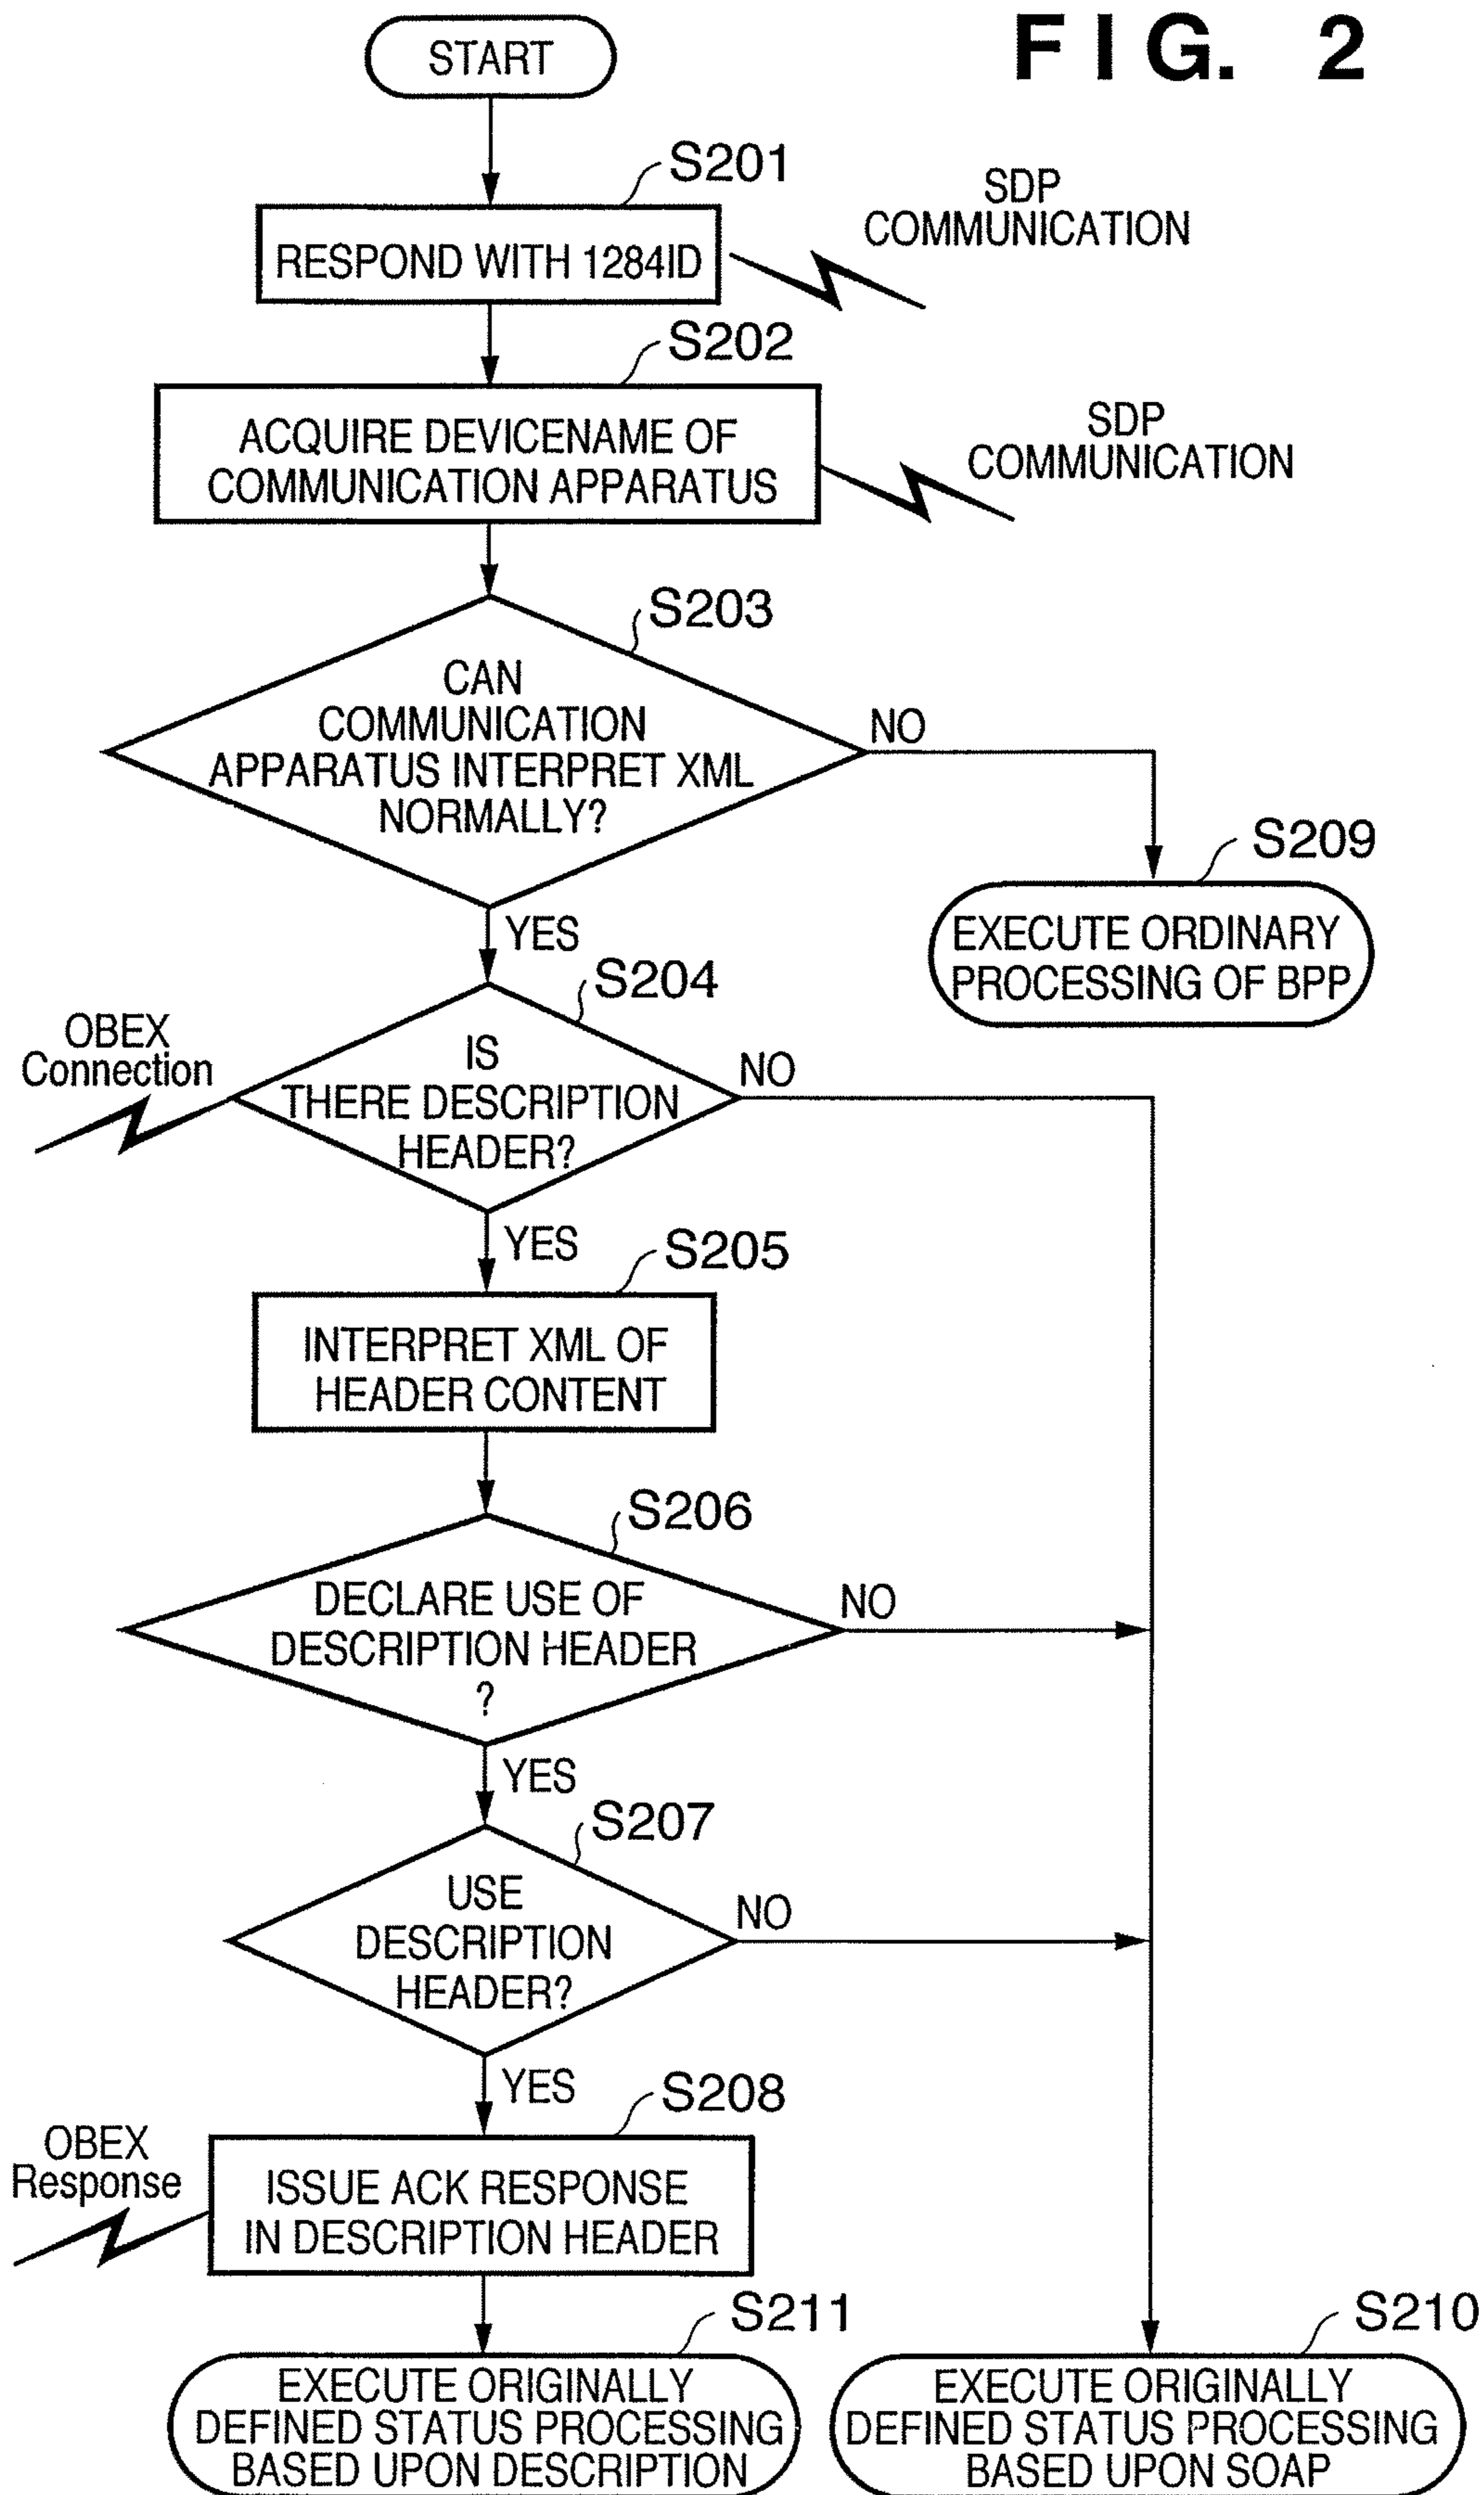 FIG. 2
START
S201
RESPOND WITH 1284ID
SDP
COMMUNICATION
S202
ACQUIRE DEVICENAME OF
COMMUNICATION APPARATUS
SDP
COMMUNICATION
S203
CAN
COMMUNICATION
APPARATUS INTERPRET XML
NORMALLY?
NO
YES
S209
EXECUTE ORDINARY
PROCESSING OF BPP
S204
OBEX
Connection
IS
THERE DESCRIPTION
HEADER?
NO
YES
S205
INTERPRET XML OF
HEADER CONTENT
S206
DECLARE USE OF
DESCRIPTION HEADER
?
NO
YES
S207
USE
DESCRIPTION
HEADER?
NO
YES
S208
OBEX
Response
ISSUE ACK RESPONSE
IN DESCRIPTION HEADER
S211
EXECUTE ORIGINALLY
DEFINED STATUS PROCESSING
BASED UPON DESCRIPTION
S210
EXECUTE ORIGINALLY
DEFINED STATUS PROCESSING
BASED UPON SOAP